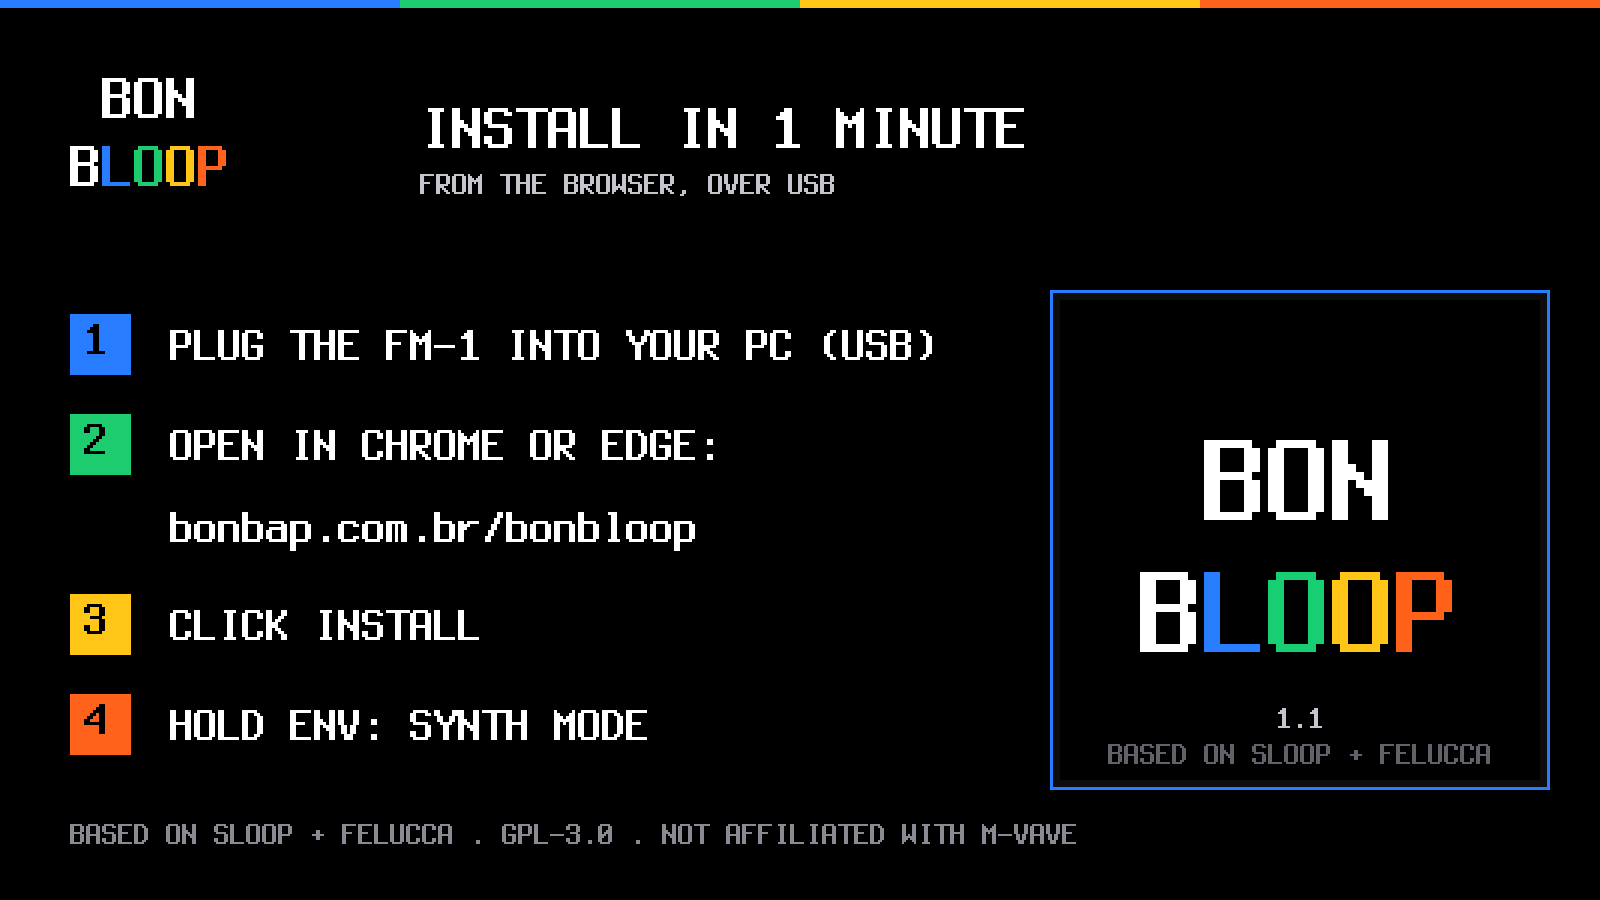 BON
BLOOP
INSTALL IN 1 MINUTE
FROM THE BROWSER, OVER USB
1 PLUG THE FM-1 INTO YOUR PC (USB)
2 OPEN IN CHROME OR EDGE:
bonbap.com.br/bonbloop
3 CLICK INSTALL
4 HOLD ENV: SYNTH MODE
BON
BLOOP
1.1
BASED ON SLOOP + FELUCCA
BASED ON SLOOP + FELUCCA . GPL-3.0 . NOT AFFILIATED WITH M-VAVE